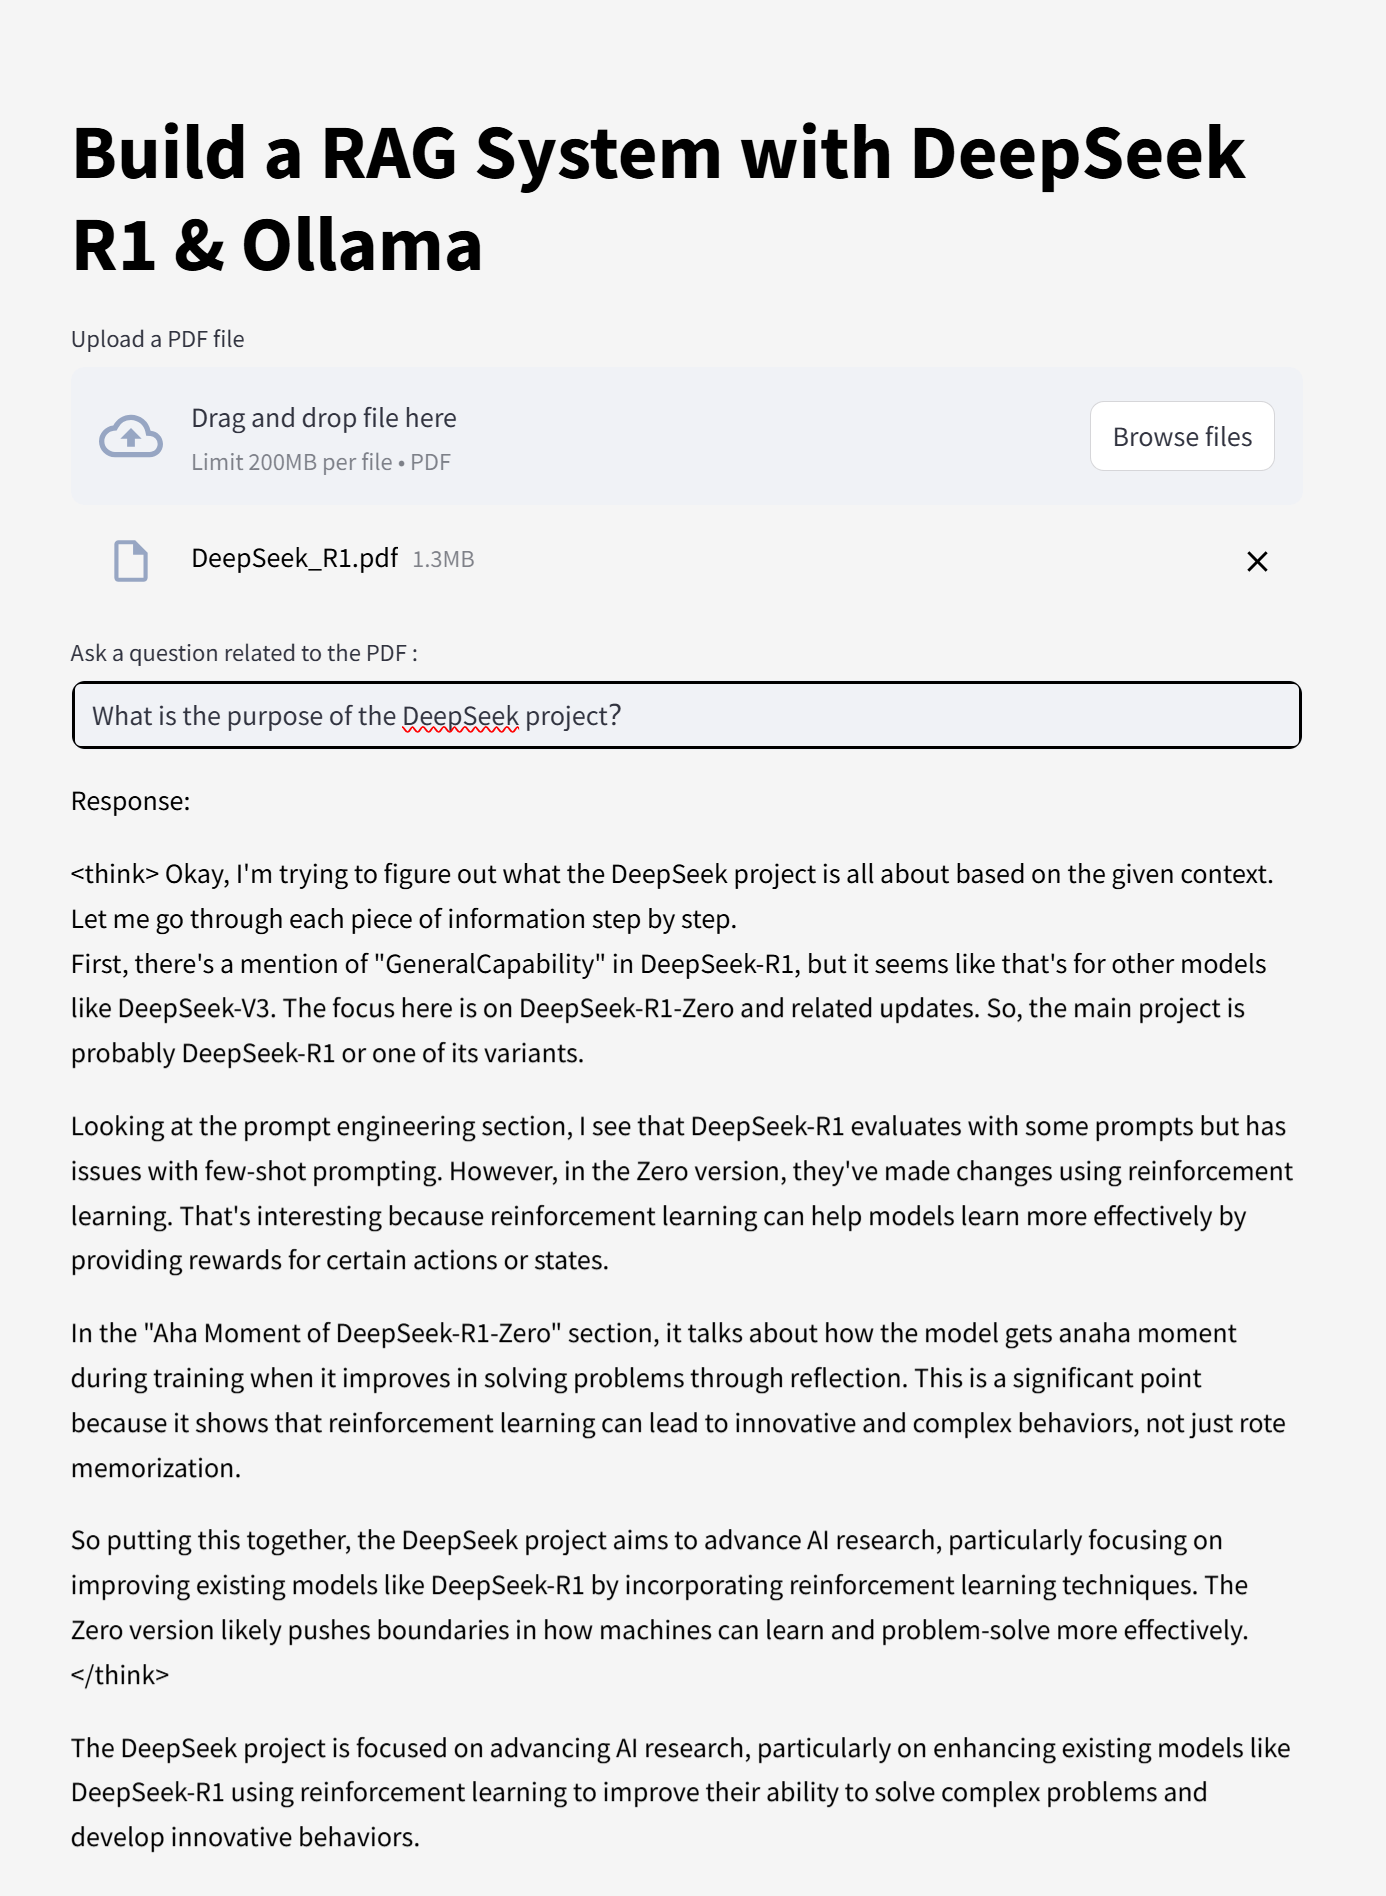 Build a RAG System with DeepSeek
R1 & Ollama
Upload a PDF file
Drag and drop file here
Limit 200MB per file • PDF
Browse files
DeepSeek_R1.pdf 1.3MB
Ask a question related to the PDF :
What is the purpose of the DeepSeek project?
Response:
<think> Okay, I'm trying to figure out what the DeepSeek project is all about based on the given context.
Let me go through each piece of information step by step.
First, there's a mention of "GeneralCapability" in DeepSeek-R1, but it seems like that's for other models
like DeepSeek-V3. The focus here is on DeepSeek-R1-Zero and related updates. So, the main project is
probably DeepSeek-R1 or one of its variants.
Looking at the prompt engineering section, I see that DeepSeek-R1 evaluates with some prompts but has
issues with few-shot prompting. However, in the Zero version, they've made changes using reinforcement
learning. That's interesting because reinforcement learning can help models learn more effectively by
providing rewards for certain actions or states.
In the "Aha Moment of DeepSeek-R1-Zero" section, it talks about how the model gets anaha moment
during training when it improves in solving problems through reflection. This is a significant point
because it shows that reinforcement learning can lead to innovative and complex behaviors, not just rote
memorization.
So putting this together, the DeepSeek project aims to advance AI research, particularly focusing on
improving existing models like DeepSeek-R1 by incorporating reinforcement learning techniques. The
Zero version likely pushes boundaries in how machines can learn and problem-solve more effectively.
</think>
The DeepSeek project is focused on advancing AI research, particularly on enhancing existing models like
DeepSeek-R1 using reinforcement learning to improve their ability to solve complex problems and
develop innovative behaviors.